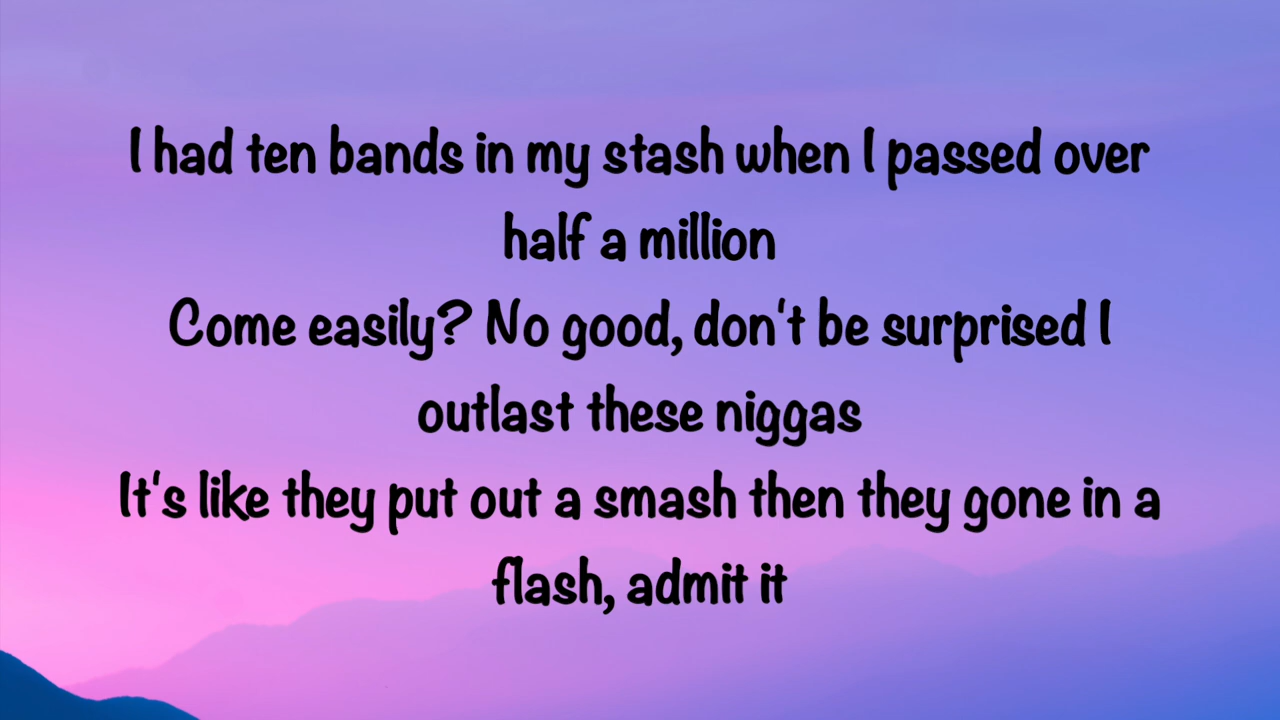 I had ten bands in my stash when I passed over
half a million
Come easily? No good, don't be surprised I
outlast these niggas
It's like they put out a smash then they gone in a
flash, admit it